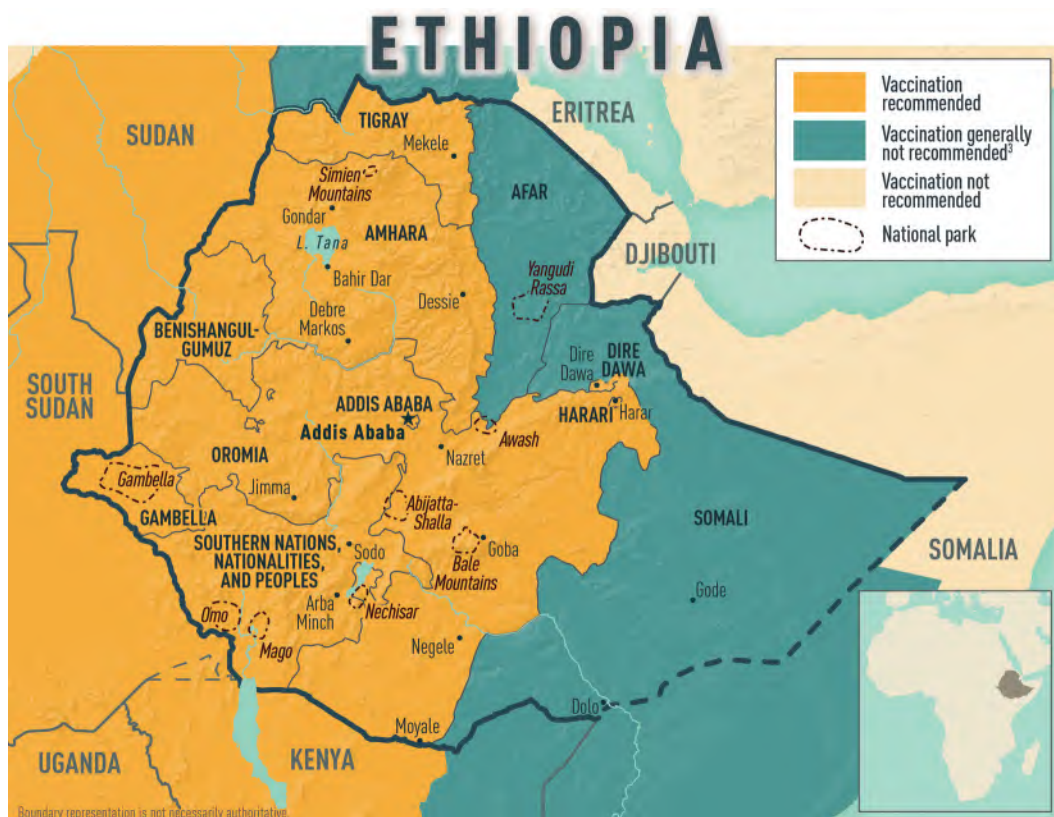 ETHIOPIA
Vaccination
recommended
Vaccination generally
not recommended³
Vaccination not
recommended
National park
SUDAN
ERITREA
TIGRAY
Mekele
Simien
Mountains
Gondar
AFAR
L. Tana
AMHARA
DJIBOUTI
Bahir Dar
Yangudi
Rassa
Dessie
Debre
Markos
BENISHANGUL-
GUMUZ
Dire
Dawa
DIRE
DAWA
SOUTH
SUDAN
ADDIS ABABA
Addis Ababa
HARARI
Harar
Awash
Nazret
OROMIA
Gambella
Jimma
GAMBELLA
Abijatta-
Shalla
SOMALI
SOUTHERN NATIONS,
NATIONALITIES,
AND PEOPLES
Sodo
Goba
Bale
Mountains
SOMALIA
Arba
Minch
Nechisar
Gode
Omo
Mago
Negele
Dolo
Moyale
UGANDA
KENYA
Boundary representation is not necessarily authoritative.